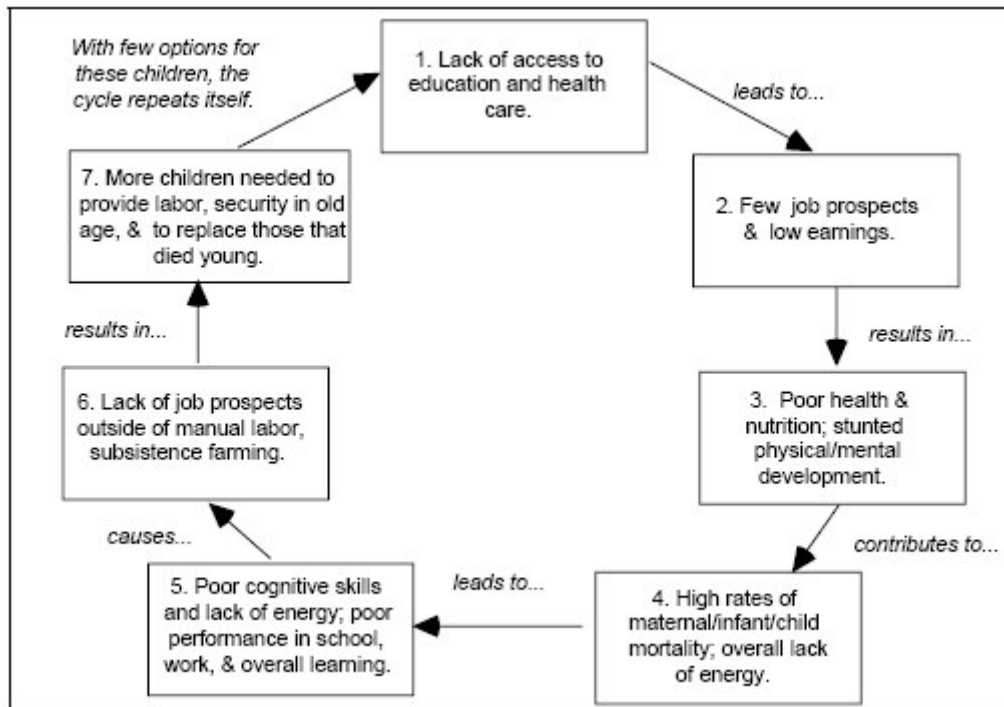 With few options for
these children, the
cycle repeats itself.
1. Lack of access to
education and health
care.
leads to...
2. Few job prospects
& low earnings.
results in...
3. Poor health &
nutrition; stunted
physical/mental
development.
contributes to...
4. High rates of
maternal/infant/child
mortality; overall lack
of energy.
leads to...
5. Poor cognitive skills
and lack of energy; poor
performance in school,
work, & overall learning.
causes...
6. Lack of job prospects
outside of manual labor,
subsistence farming.
results in...
7. More children needed to
provide labor, security in old
age, & to replace those that
died young.